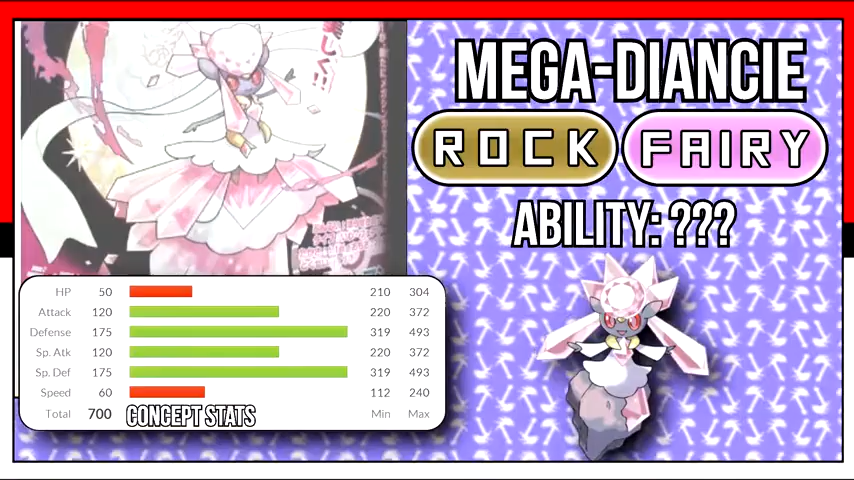 MEGA-DIANCIE
ROCK FAIRY
ABILITY: ???
HP 50 210 304
Attack 120 220 372
Defense 175 319 493
Sp. Atk 120 220 372
Sp. Def 175 319 493
Speed 60 112 240
Total 700 CONCEPT STATS Min Max